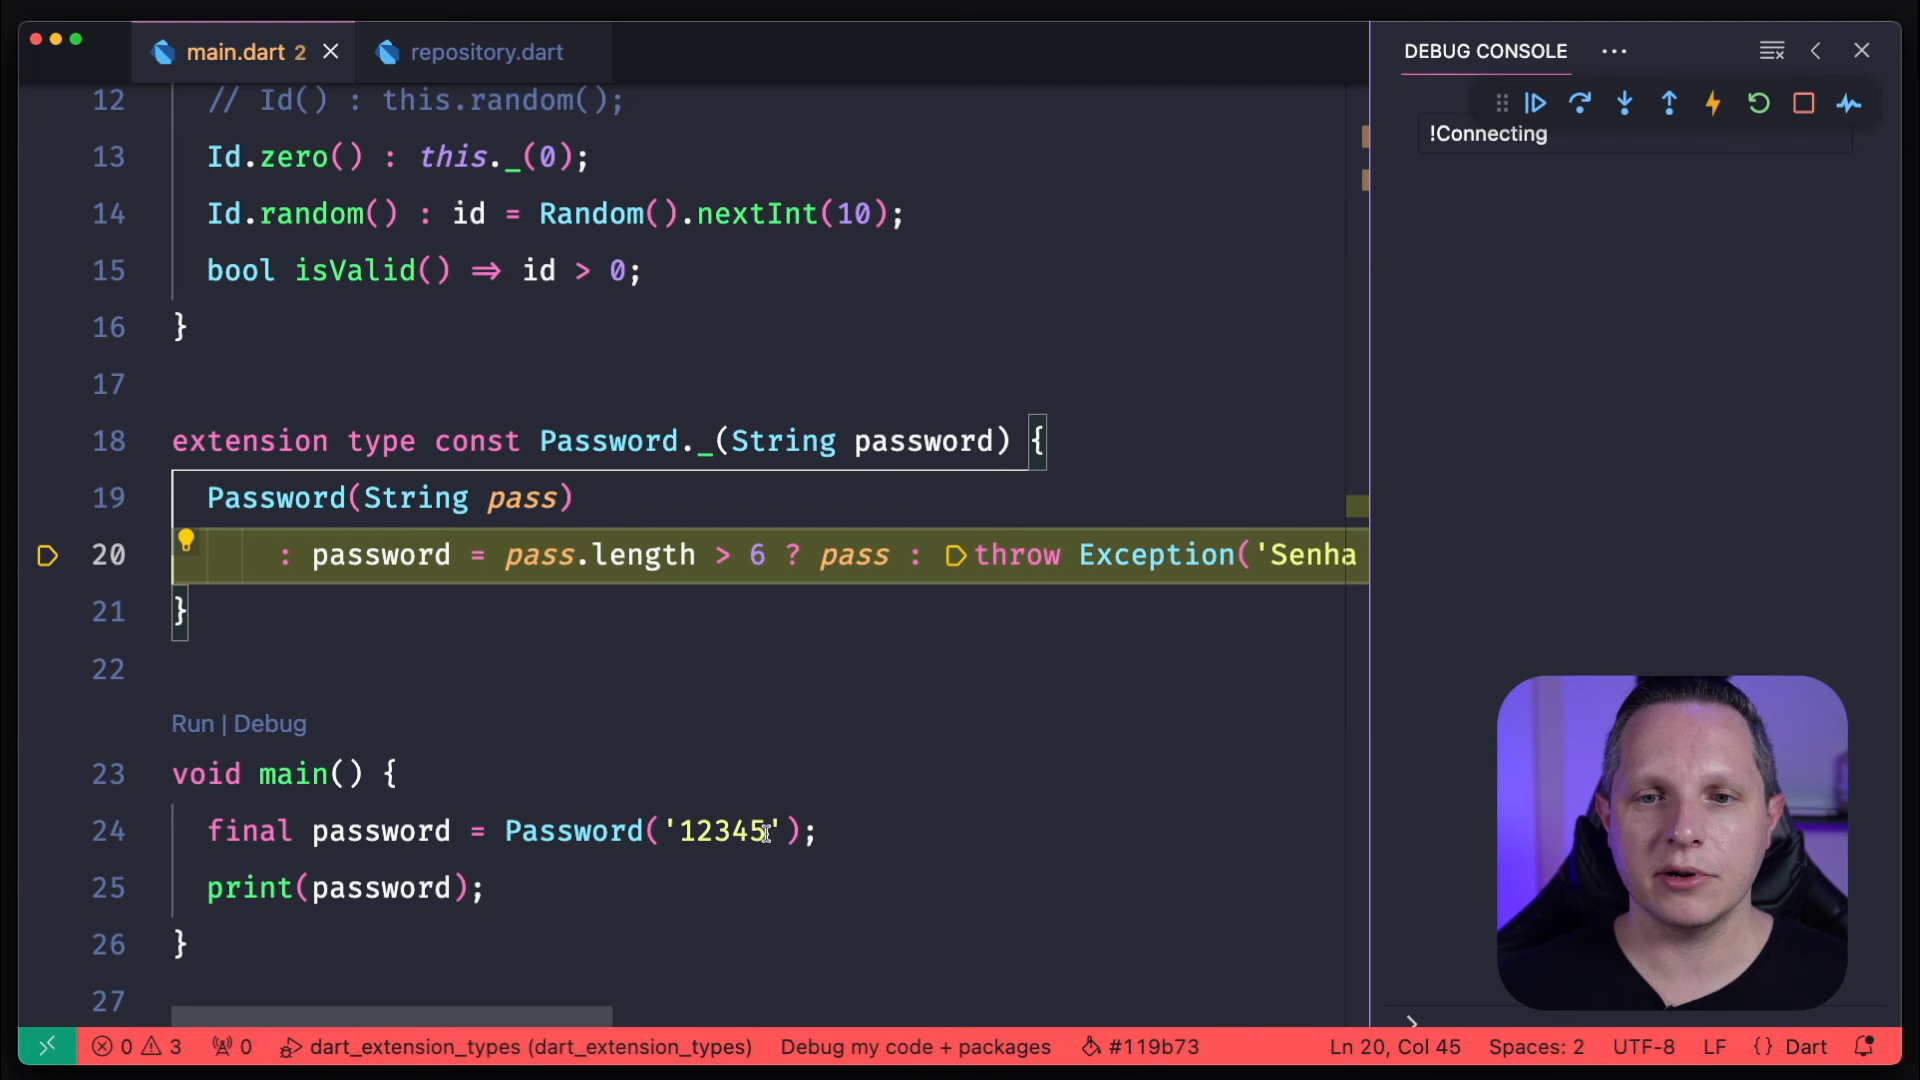 main.dart 2
repository.dart
DEBUG CONSOLE
!Connecting
12 // Id() : this.random();
13 Id.zero() : this._(0);
14 Id.random() : id = Random().nextInt(10);
15 bool isValid() => id > 0;
16 }
17
18 extension type const Password._(String password) {
19 Password(String pass)
20 : password = pass.length > 6 ? pass : throw Exception('Senha
21 }
22
Run | Debug
23 void main() {
24 final password = Password('12345');
25 print(password);
26 }
27
0 3 0 dart_extension_types (dart_extension_types) Debug my code + packages #119b73 Ln 20, Col 45 Spaces: 2 UTF-8 LF {} Dart